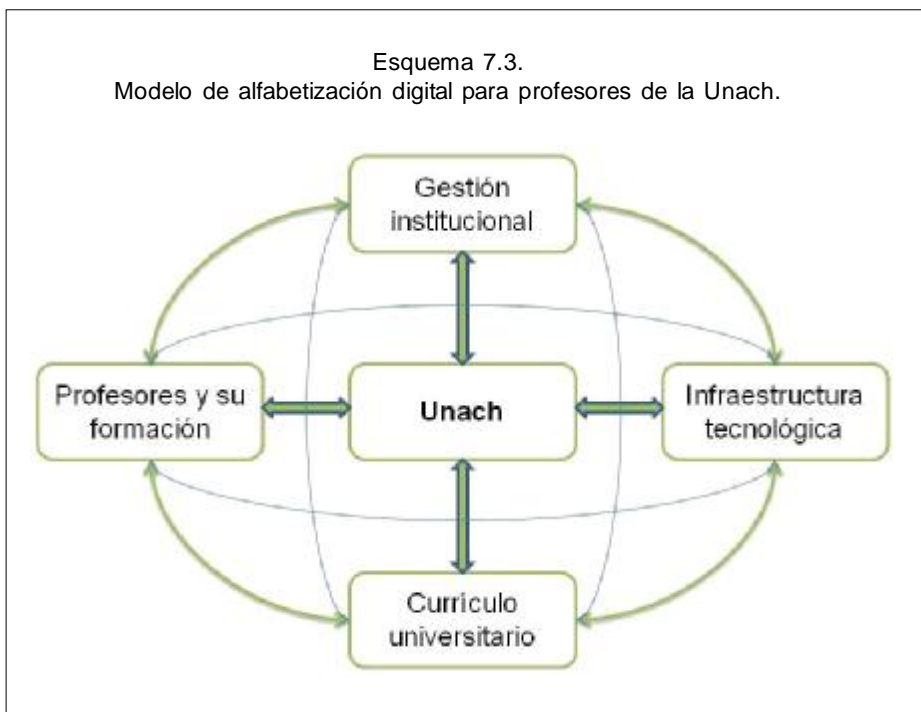 Esquema 7.3.
Modelo de alfabetización digital para profesores de la Unach.
Gestión
institucional
Profesores y su
formación
Unach
Infraestructura
tecnológica
Curriculo
universitario